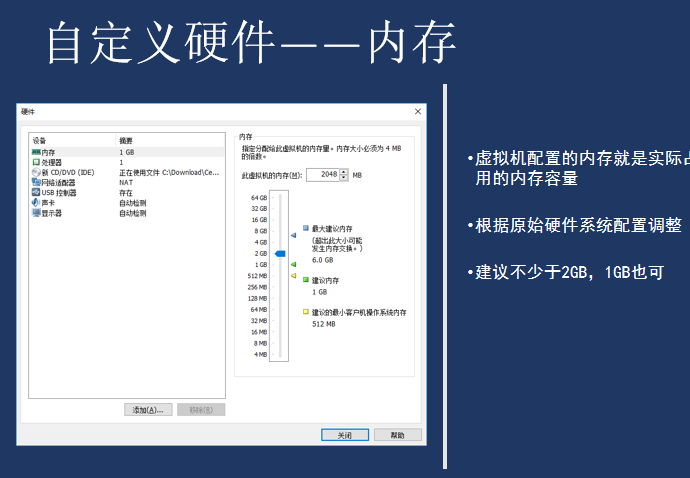 自定义硬件——内存
硬件
设备 摘要
内存 1 GB
处理器 1
新 CD/DVD (IDE) 正在使用文件 C:\Download\Ce...
网络适配器 NAT
USB 控制器 存在
声卡 自动检测
显示器 自动检测
添加(A)... 移除(R)
内存
指定分配给此虚拟机的内存量。内存大小必须为 4 MB
的倍数。
此虚拟机的内存(M): 2048 MB
64 GB
32 GB
16 GB
8 GB
4 GB
2 GB
1 GB
512 MB
256 MB
128 MB
64 MB
32 MB
16 MB
8 MB
4 MB
最大建议内存
(超出此大小可能
发生内存交换。)
6.0 GB
建议内存
1 GB
建议的最小客户机操作系统内存
512 MB
关闭 帮助
•虚拟机配置的内存就是实际占
用的内存容量
•根据原始硬件系统配置调整
•建议不少于2GB，1GB也可